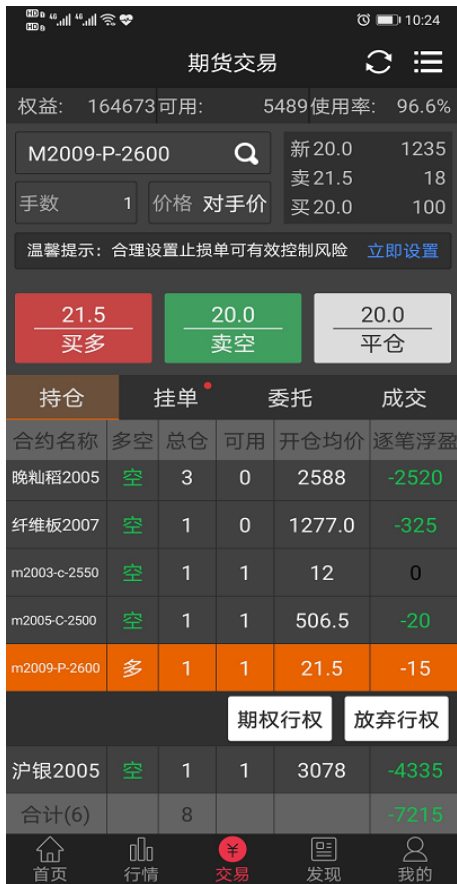 10:24
期货交易
权益: 164673 可用: 5489 使用率: 96.6%
M2009-P-2600
新 20.0 1235
卖 21.5 18
买 20.0 100
手数 1 价格 对手价
温馨提示: 合理设置止损单可有效控制风险 立即设置
21.5 20.0 20.0
买多 卖空 平仓
持仓 挂单 委托 成交
合约名称 多空 总仓 可用 开仓均价 逐笔浮盈
晚籼稻2005 空 3 0 2588 -2520
纤维板2007 空 1 0 1277.0 -325
m2003-c-2550 空 1 1 12 0
m2005-C-2500 空 1 1 506.5 -20
m2009-P-2600 多 1 1 21.5 -15
期权行权 放弃行权
沪银2005 空 1 1 3078 -4335
合计(6) 8 -7215
首页 行情 交易 发现 我的